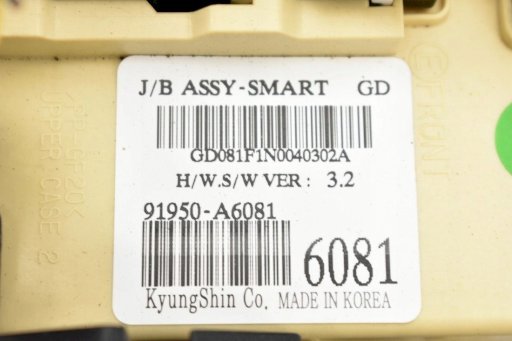 J/B ASSY-SMART GD
GD081F1N0040302A
H/W.S/W VER : 3.2
91950-A6081
6081
KyungShin Co. MADE IN KOREA
FRONT
UPPER CASE 2